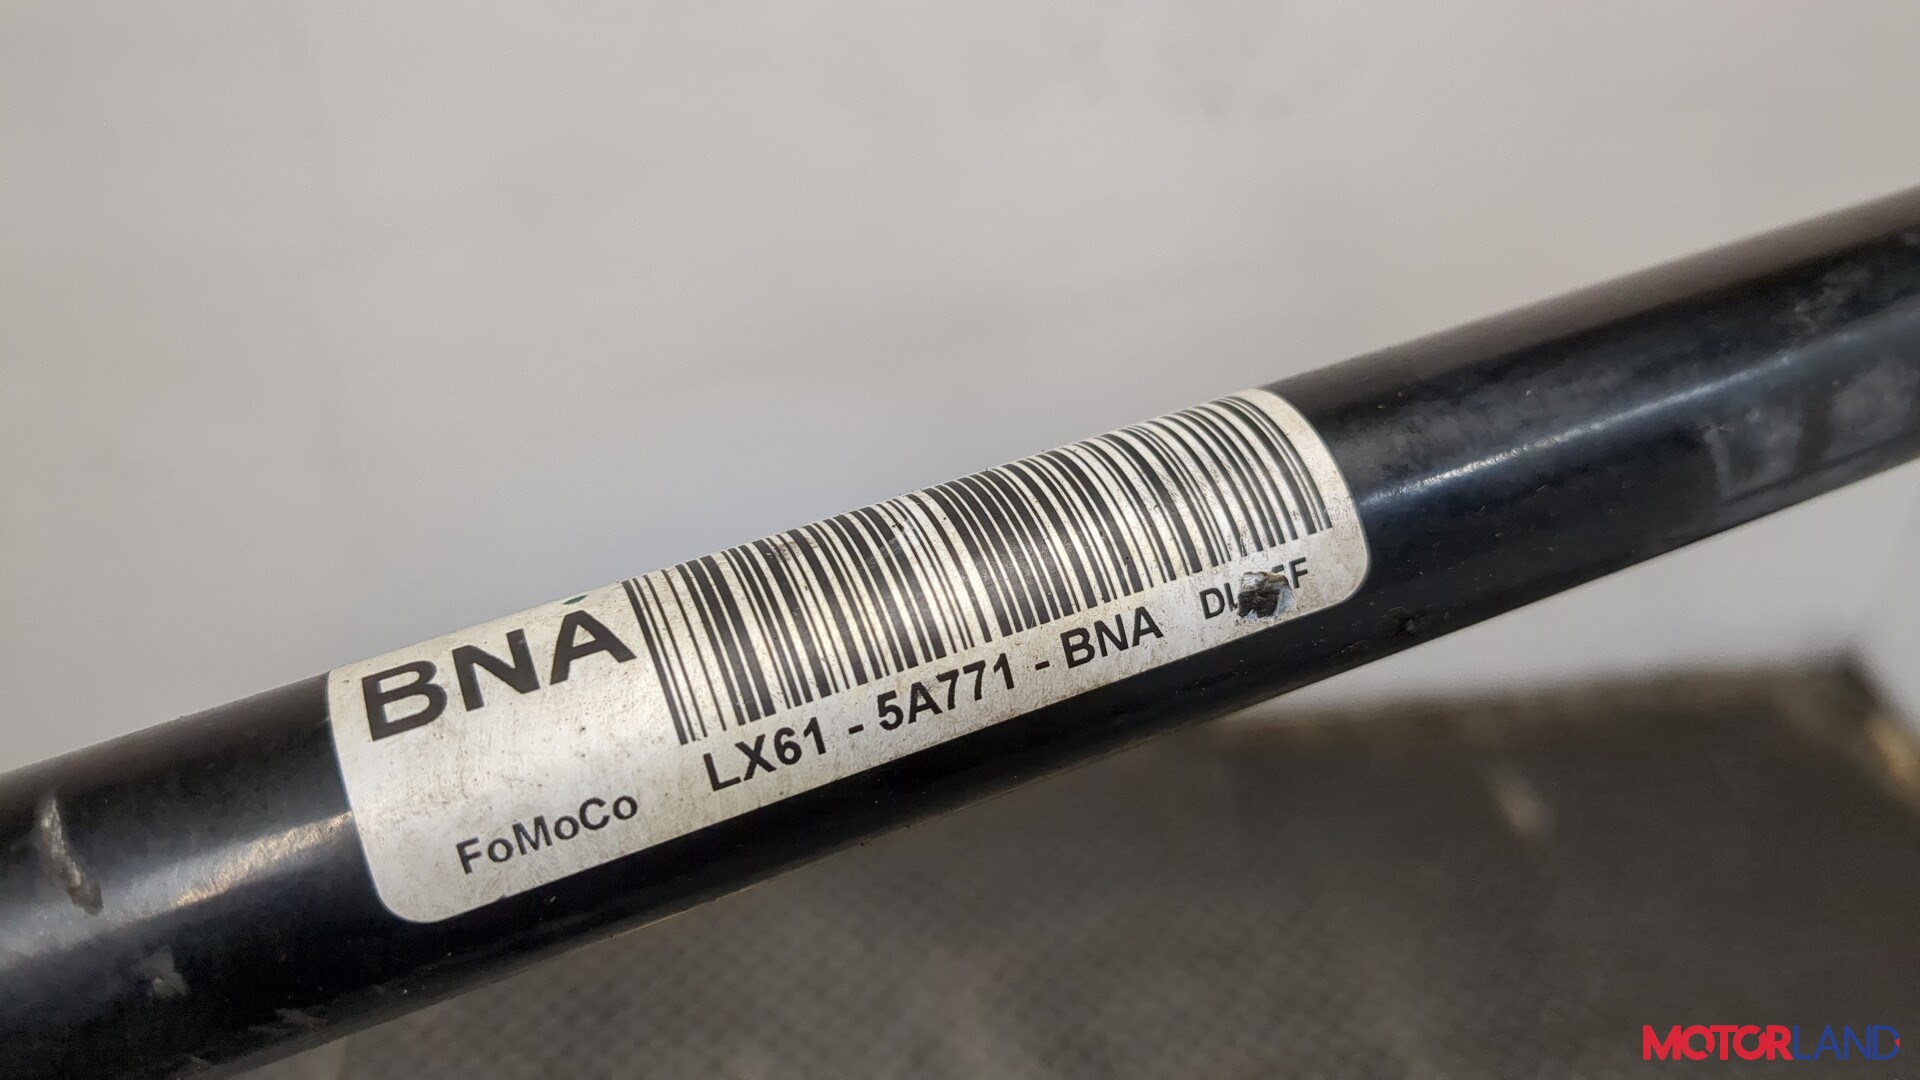 BNA
LX61 - 5A771 - BNA
FoMoCo
MOTORLAND